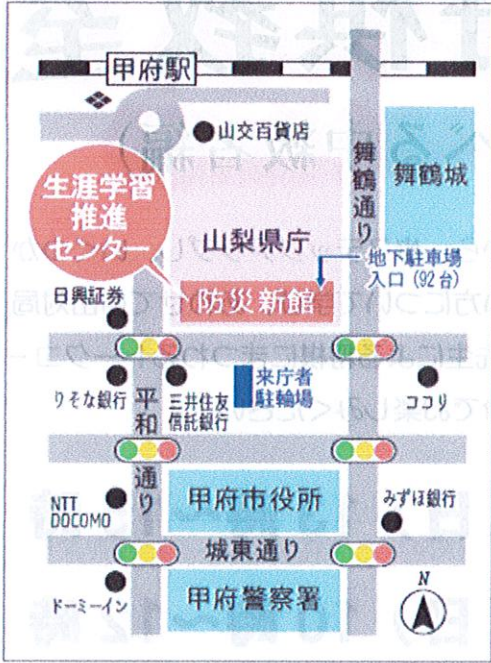 甲府駅
山交百貨店
舞鶴通り
舞鶴城
生涯学習
推進
センター
山梨県庁
地下駐車場
入口(92台)
防災新館
日興証券
りそな銀行
平和通り
三井住友
信託銀行
来庁者
駐輪場
ココリ
NTT
DOCOMO
甲府市役所
みずほ銀行
城東通り
ドーミーイン
甲府警察署
N